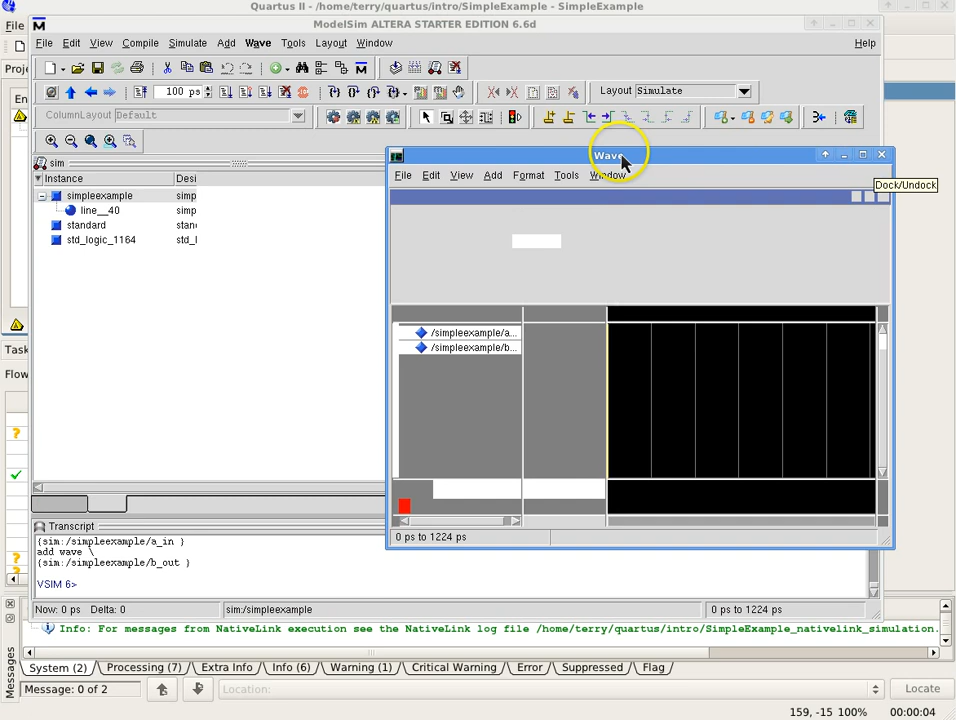 Quartus II - /home/terry/quartus/intro/SimpleExample - SimpleExample
ModelSim ALTERA STARTER EDITION 6.6d
File
File Edit View Compile Simulate Add Wave Tools Layout Window Help
Proje
100 ps Layout Simulate
En
ColumnLayout Default
Wave
sim
File Edit View Add Format Tools Window
Instance Desi
Dock/Undock
simpleexample simp
line__40 simp
standard stan
std_logic_1164 std_l
/simpleexample/a...
/simpleexample/b...
Task
Flow
Transcript
0 ps to 1224 ps
{sim:/simpleexample/a_in }
add wave \
{sim:/simpleexample/b_out }
VSIM 6>
Now: 0 ps Delta: 0 sim:/simpleexample 0 ps to 1224 ps
Info: For messages from NativeLink execution see the NativeLink log file /home/terry/quartus/intro/SimpleExample_nativelink_simulation.
Messages
System (2) Processing (7) Extra Info Info (6) Warning (1) Critical Warning Error Suppressed Flag
Message: 0 of 2 Location: Locate
159, -15 100% 00:00:04